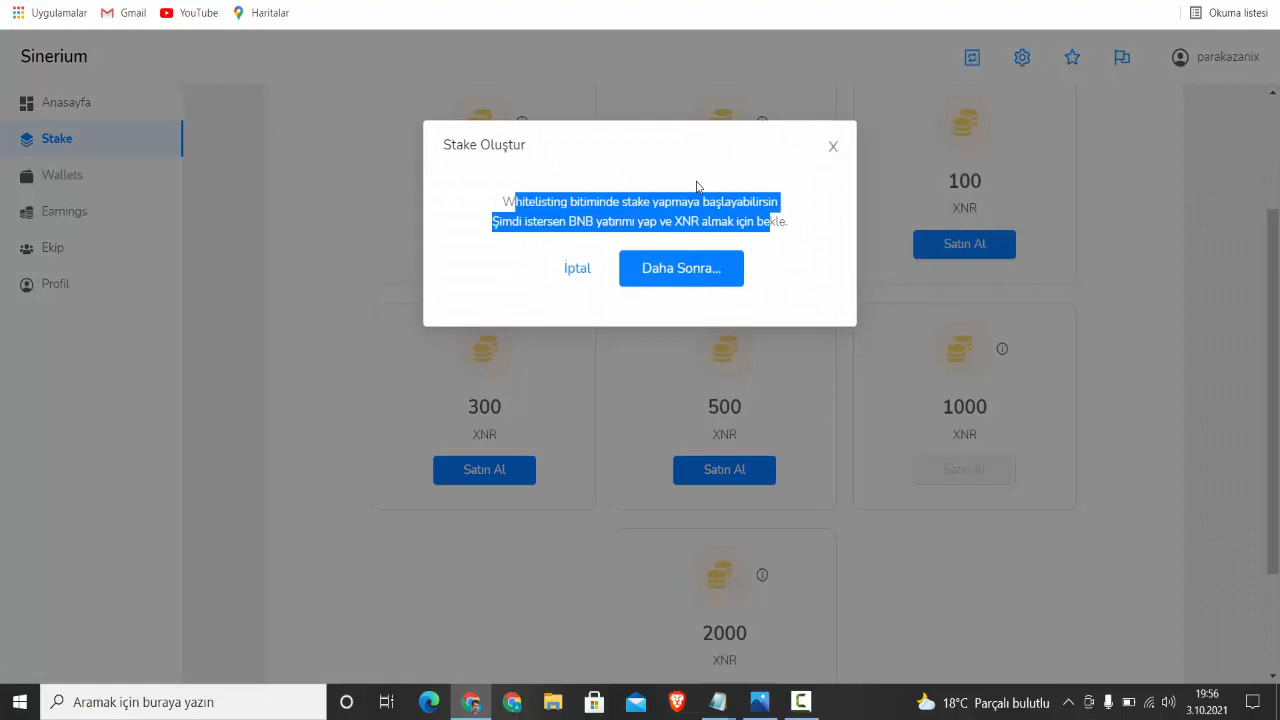 Uygulamalar Gmail YouTube Haritalar Okuma listesi
Sinerium parakazanix
Anasayfa
Stake
Wallets
Earnings
Ekip
Profil
Stake Oluştur X
Whitelisting bitiminde stake yapmaya başlayabilirsin
Şimdi istersen BNB yatırımı yap ve XNR almak için bekle.
İptal Daha Sonra...
100
XNR
Satın Al
300 500 1000
XNR XNR XNR
Satın Al Satın Al Satın Al
2000
XNR
Aramak için buraya yazın 18°C Parçalı bulutlu 19:56
3.10.2021